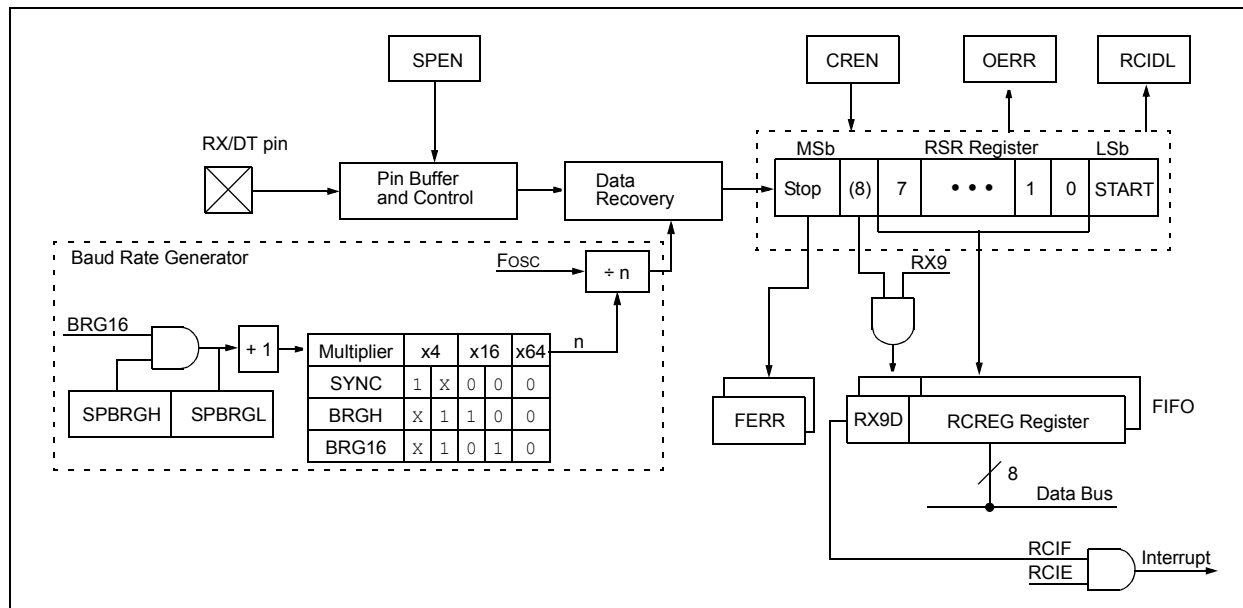 SPEN
CREN
OERR
RCIDL
RX/DT pin
Pin Buffer
and Control
Data
Recovery
MSb
RSR Register
LSb
Stop (8) 7 • • • 1 0 START
Baud Rate Generator
FOSC
÷ n
RX9
BRG16
+ 1
n
Multiplier x4 x16 x64
SYNC 1 X 0 0 0
BRGH X 1 1 0 0
BRG16 X 1 0 1 0
SPBRGH SPBRGL
FERR
RX9D RCREG Register
FIFO
8
Data Bus
RCIF
RCIE
Interrupt